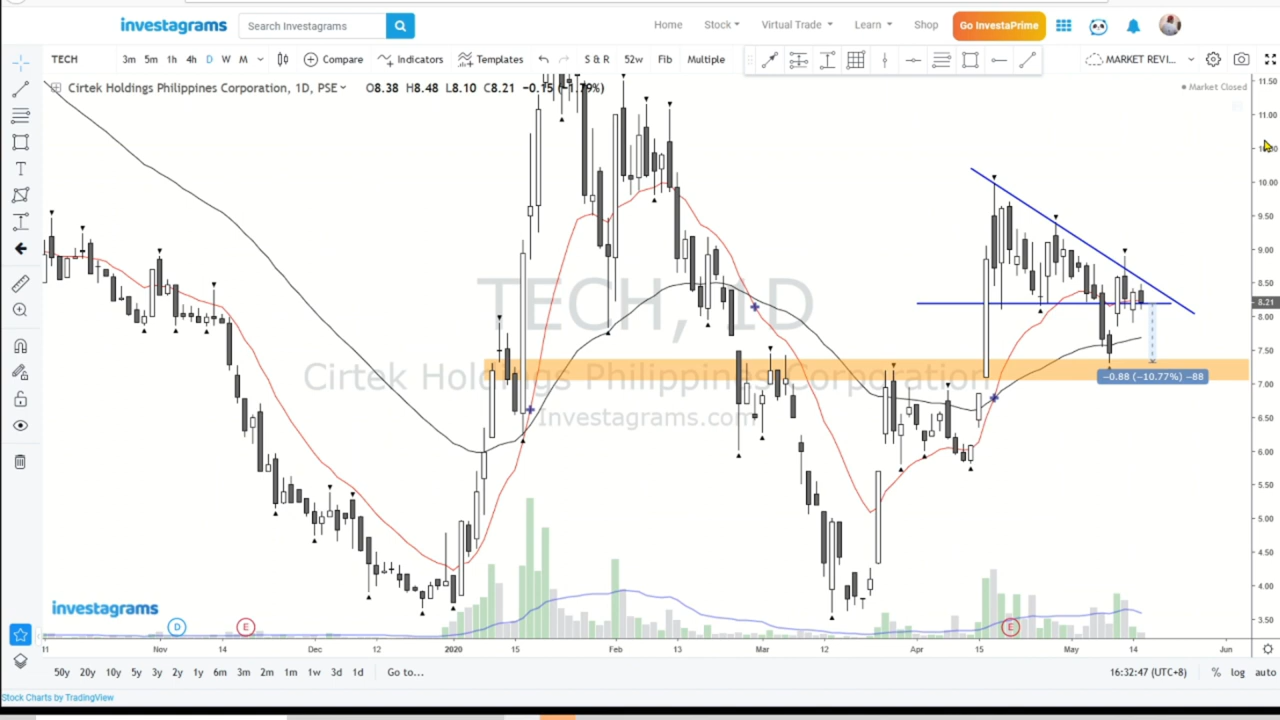 investagrams Search Investagrams Home Stock Virtual Trade Learn Shop Go InvestaPrime
TECH 3m 5m 1h 4h D W M Compare Indicators Templates S & R 52w Fib Multiple MARKET REVI...
Cirtek Holdings Philippines Corporation, 1D, PSE O8.38 H8.48 L8.10 C8.21 −0.15 (−1.79%)
Market Closed
11.50
11.00
10.50
10.00
9.50
9.00
8.50
8.21
8.00
7.50
7.00
6.50
6.00
5.50
5.00
4.50
4.00
3.50
TECH, 1D
Cirtek Holdings Philippines Corporation
Investagrams.com
−0.88 (−10.77%) −88
investagrams
D E E
11 Nov 14 Dec 12 2020 15 Feb 13 Mar 12 Apr 15 May 14 Jun
50y 20y 10y 5y 3y 2y 1y 6m 3m 2m 1m 1w 3d 1d Go to... 16:32:47 (UTC+8) % log auto
Stock Charts by TradingView